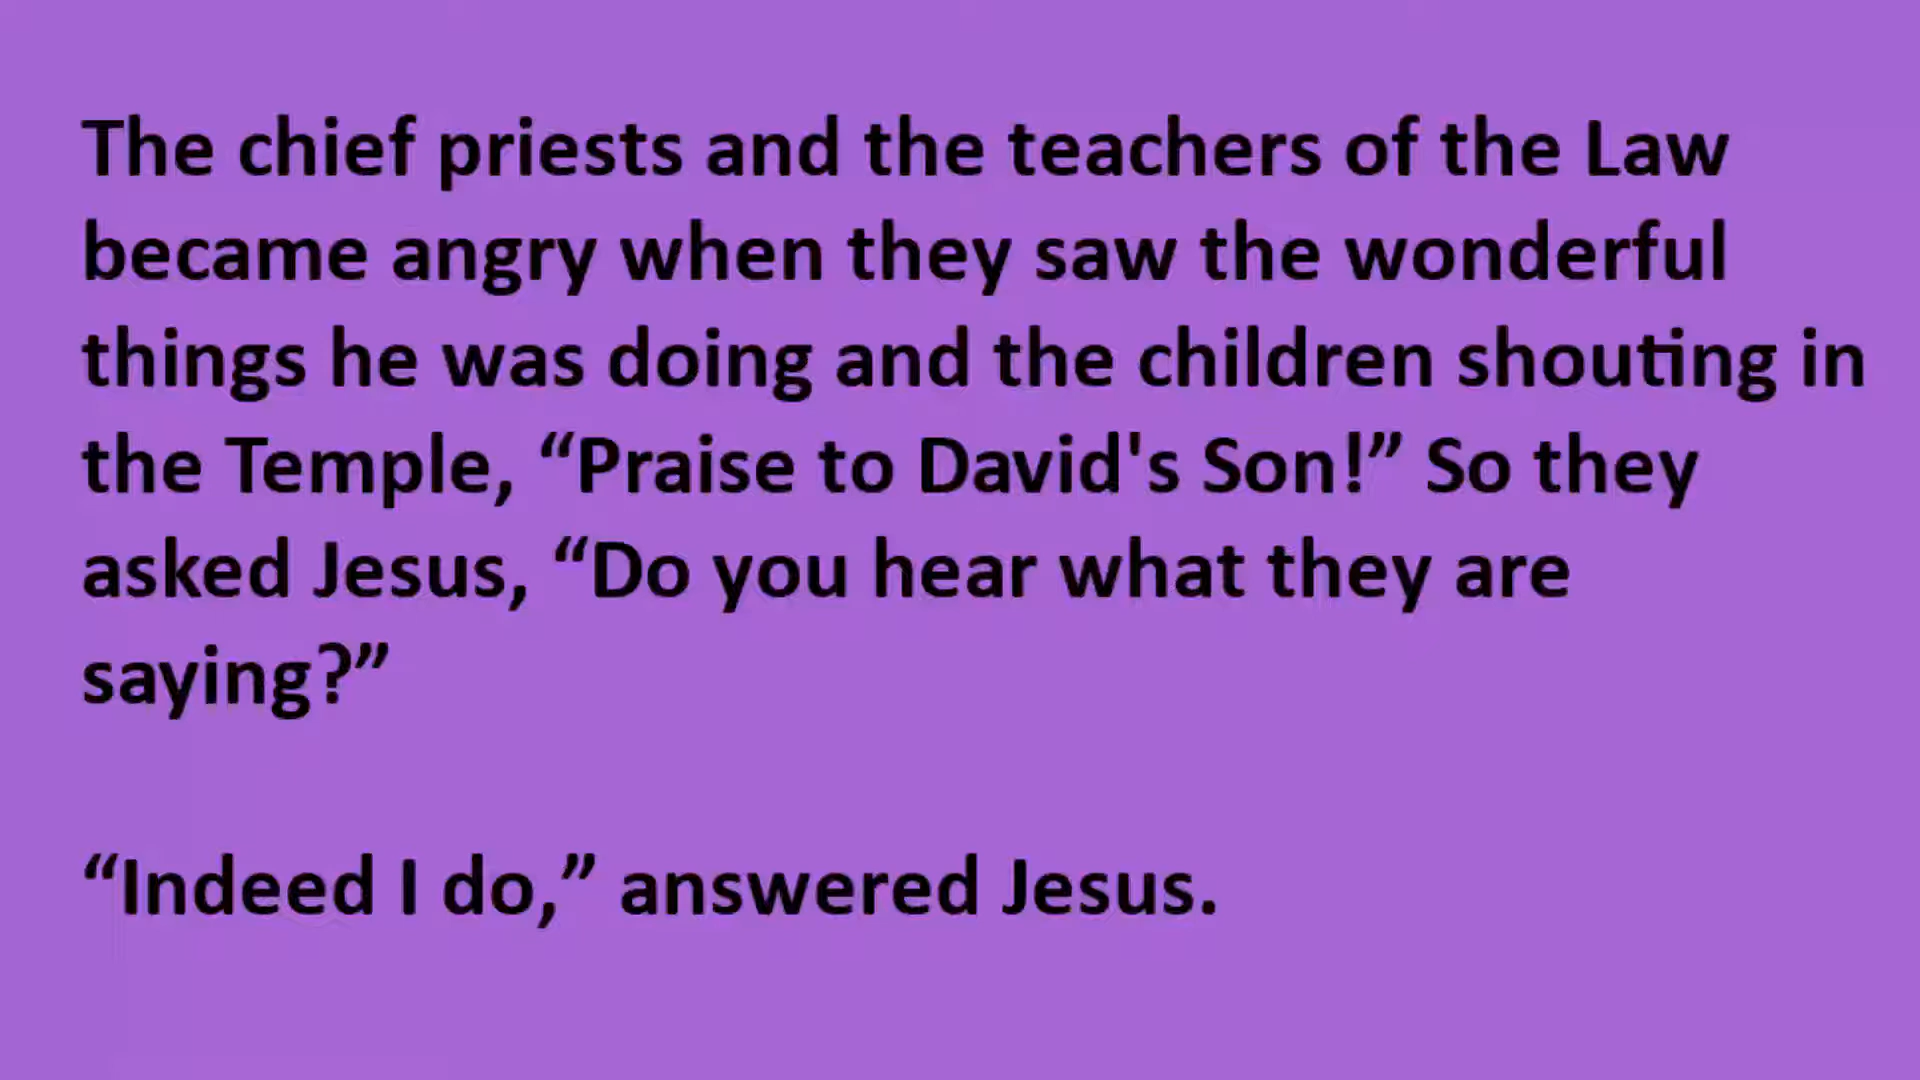 The chief priests and the teachers of the Law
became angry when they saw the wonderful
things he was doing and the children shouting in
the Temple, “Praise to David's Son!” So they
asked Jesus, “Do you hear what they are
saying?”
“Indeed I do,” answered Jesus.